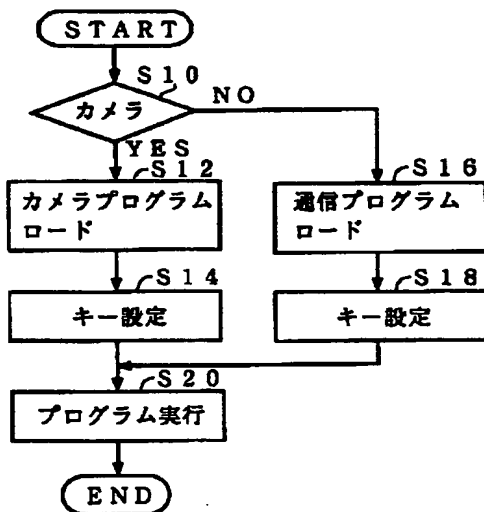 ＳＴＡＲＴ
Ｓ１０
カメラ
ＮＯ
ＹＥＳ
Ｓ１２
カメラプログラム
ロード
Ｓ１６
通信プログラム
ロード
Ｓ１４
キー設定
Ｓ１８
キー設定
Ｓ２０
プログラム実行
ＥＮＤ